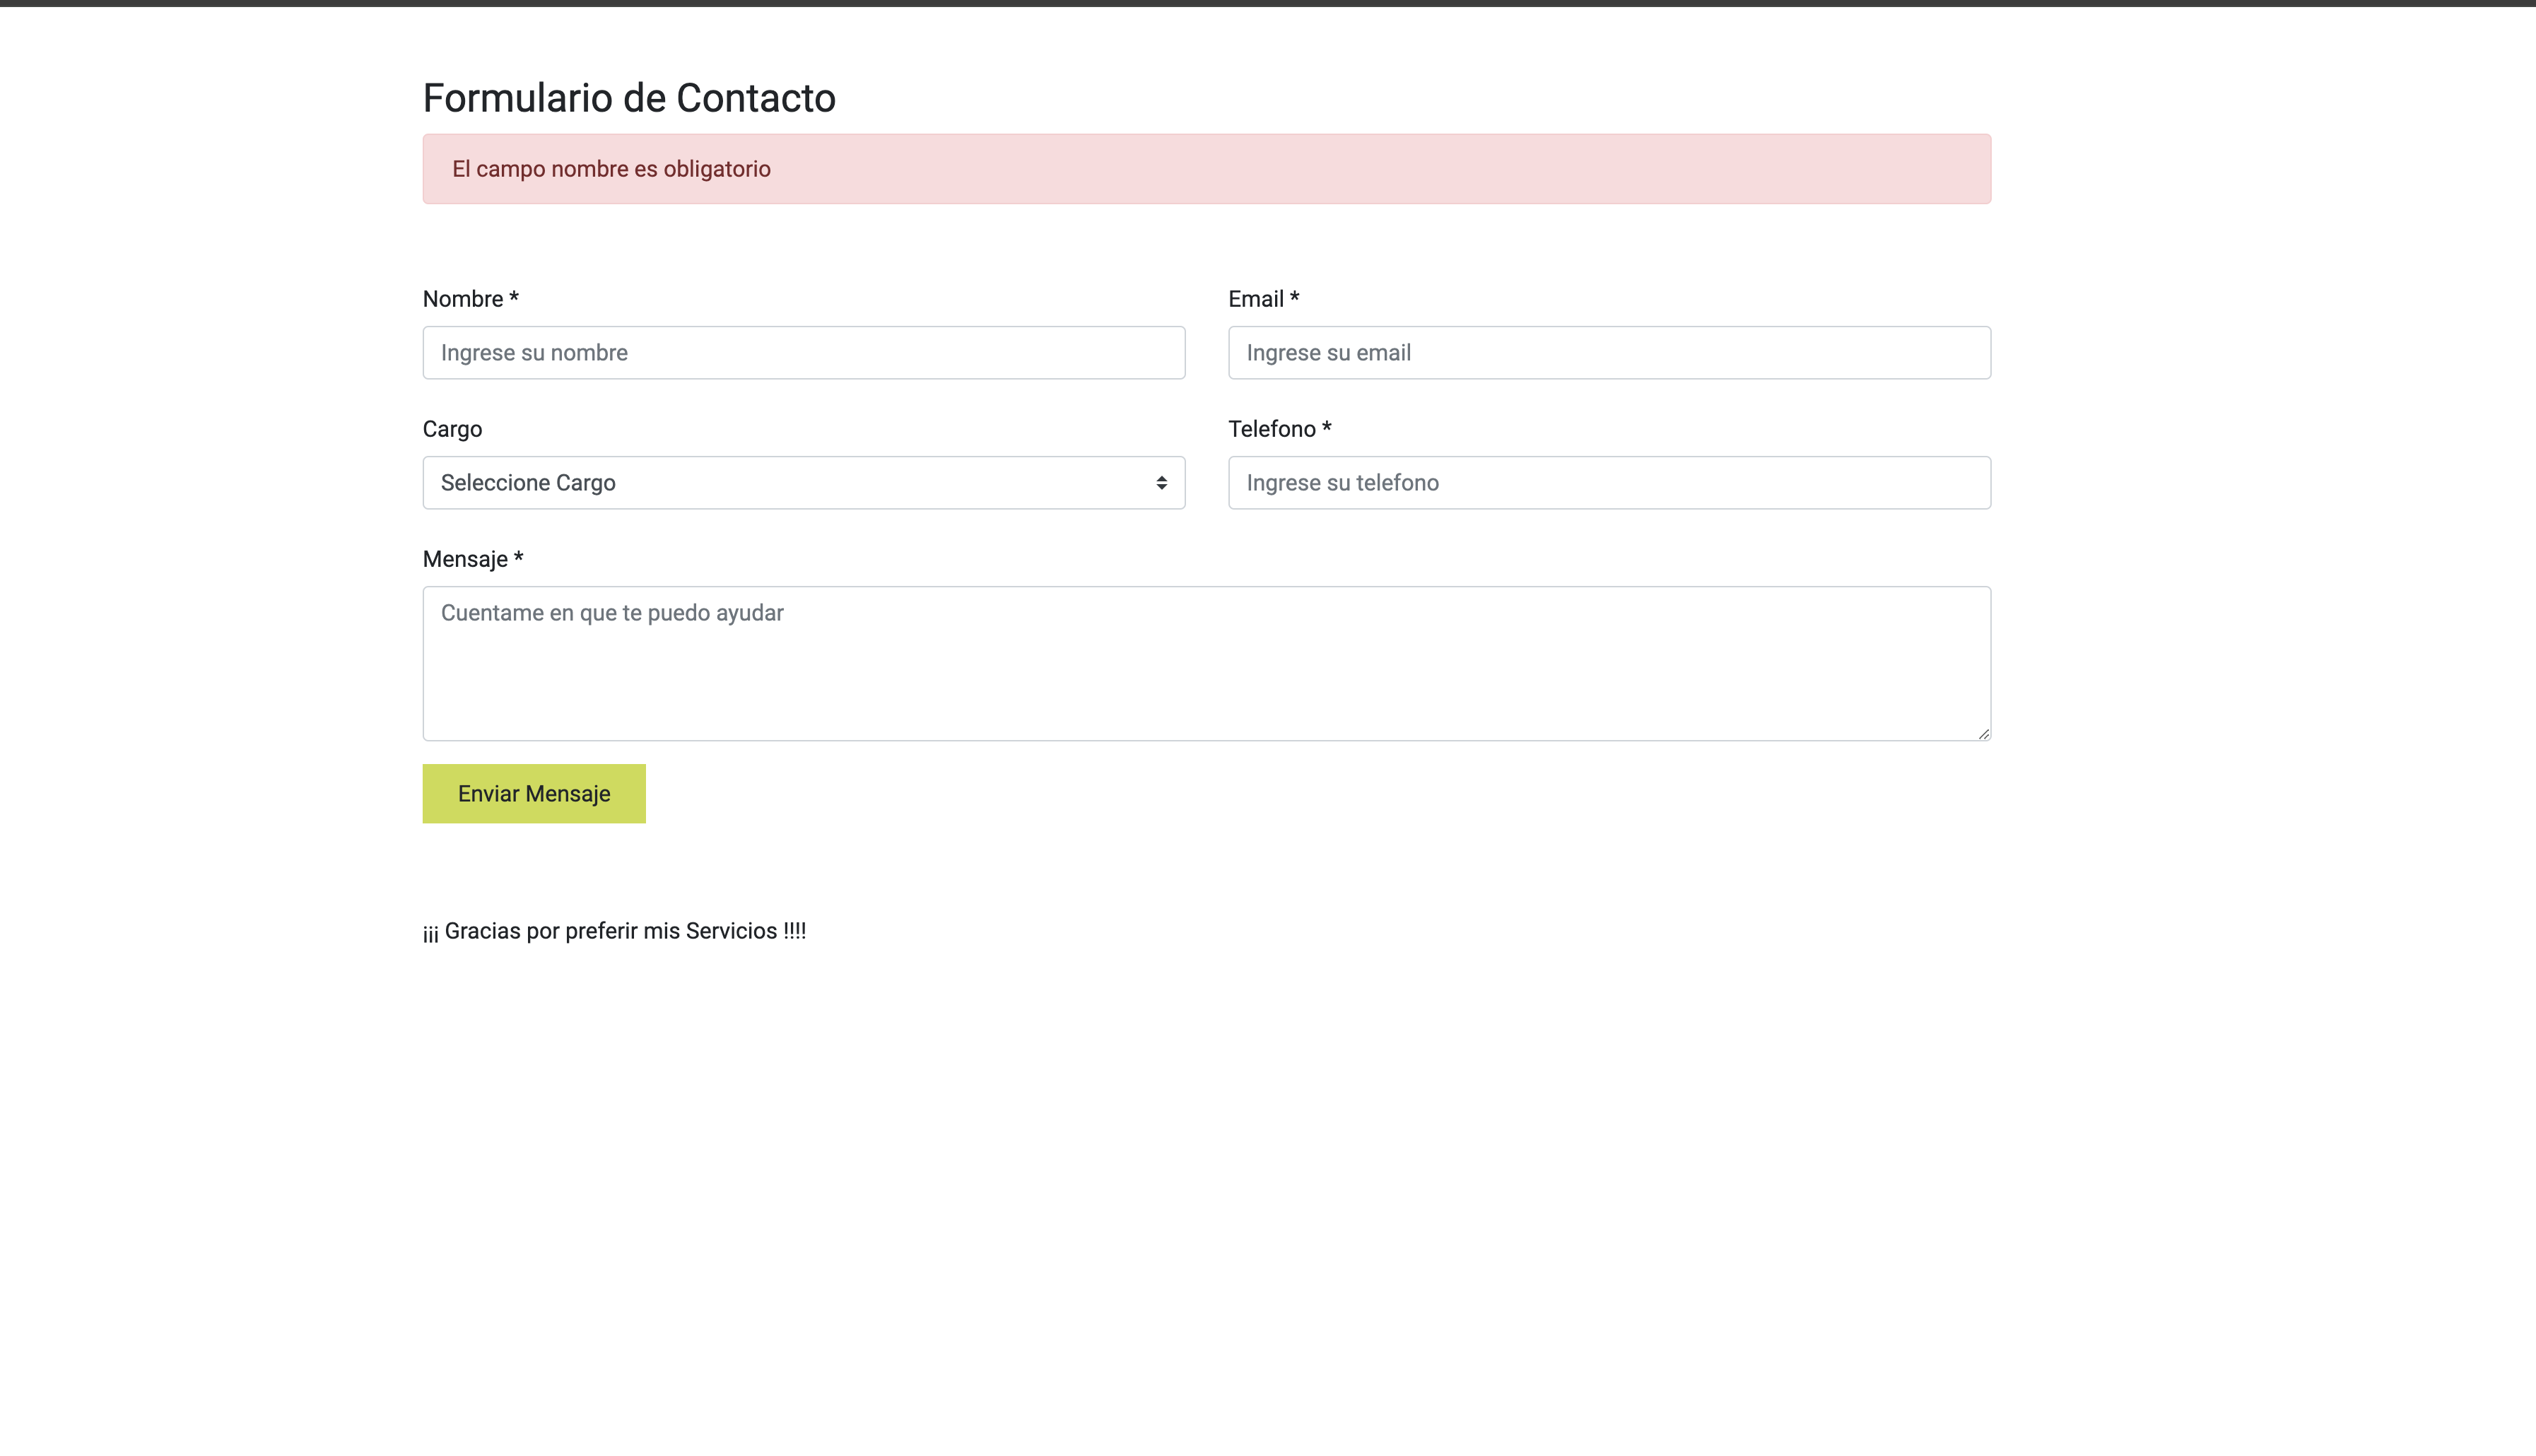 Formulario de Contacto
El campo nombre es obligatorio
Nombre *
Email *
Ingrese su nombre
Ingrese su email
Cargo
Telefono *
Seleccione Cargo
Ingrese su telefono
Mensaje *
Cuentame en que te puedo ayudar
Enviar Mensaje
¡¡¡ Gracias por preferir mis Servicios !!!!